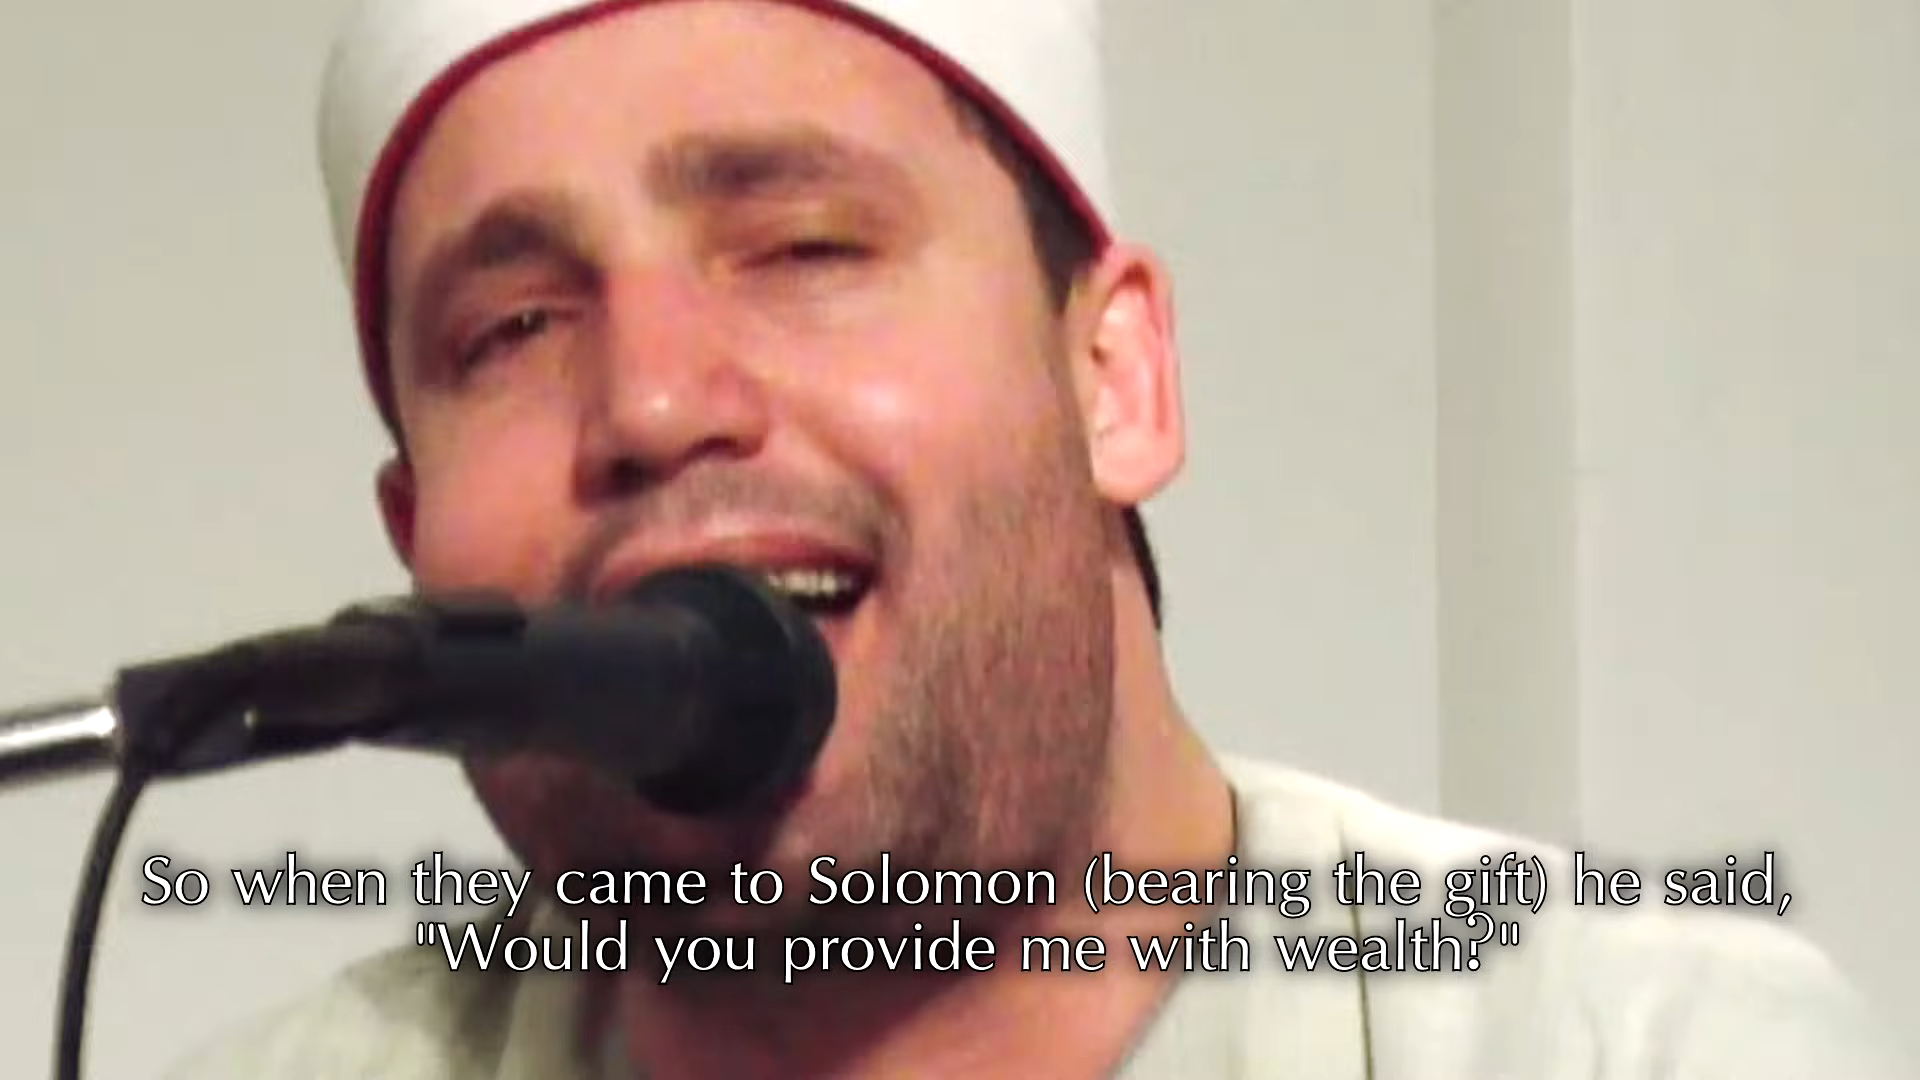 So when they came to Solomon (bearing the gift) he said,
"Would you provide me with wealth?"